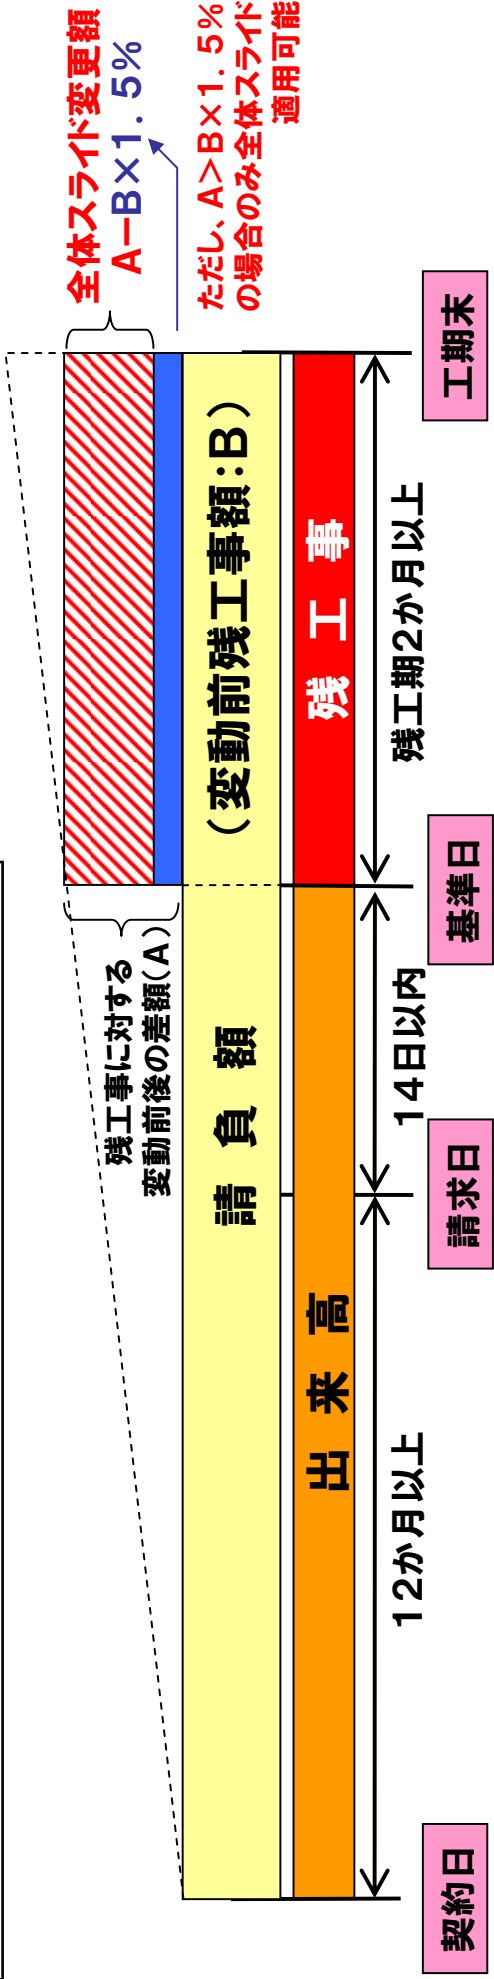 全体スライド変更額
A－B×1.5%
ただし、A＞B×1.5%
の場合のみ全体スライド
適用可能
残工事に対する
変動前後の差額(A)
請負額
(変動前残工事額:B)
出来高
残工事
12か月以上
14日以内
残工期2か月以上
契約日
請求日
基準日
工期末